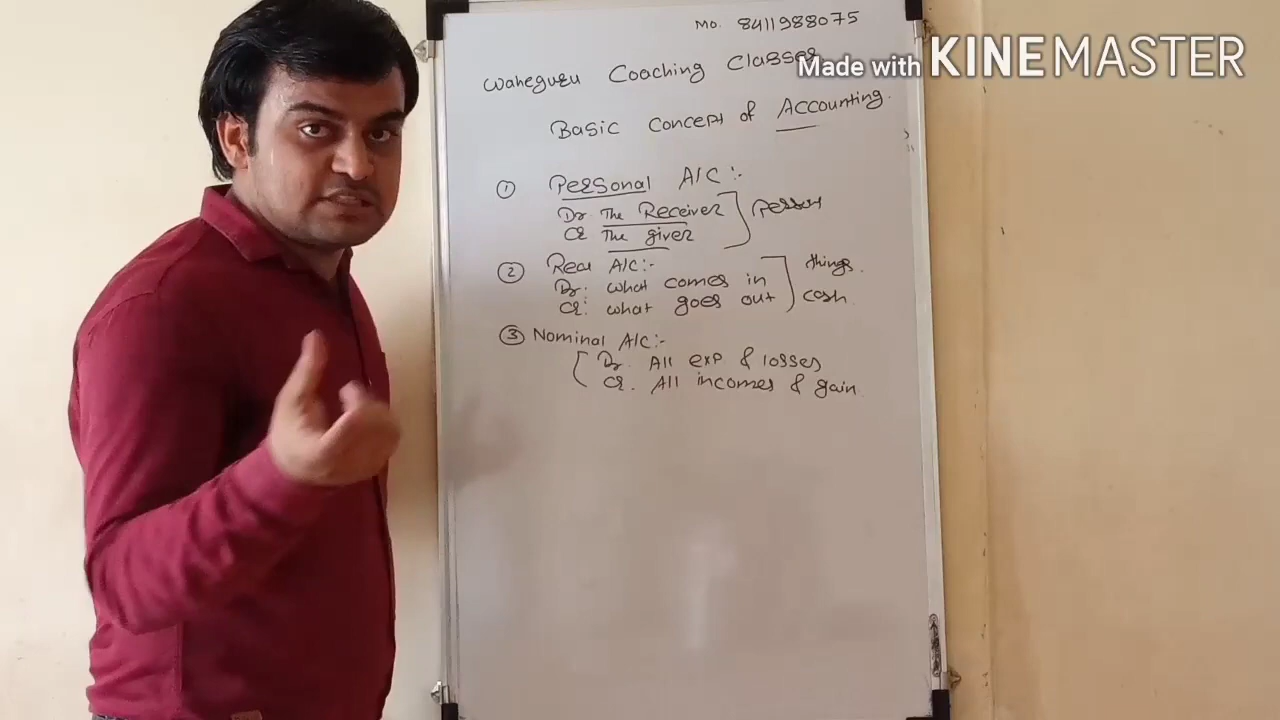 Mo. 8411988075
Waheguru Coaching Classes
Made with KINEMASTER
Basic Concept of Accounting.
① Personal A/C :-
Dr. The Receiver
Cr The giver
Person
② Real A/C:-
Dr: what comes in
Cr: what goes out
things.
cash.
③ Nominal A/C:-
Dr. All exp & losses
Cr. All incomes & gain.